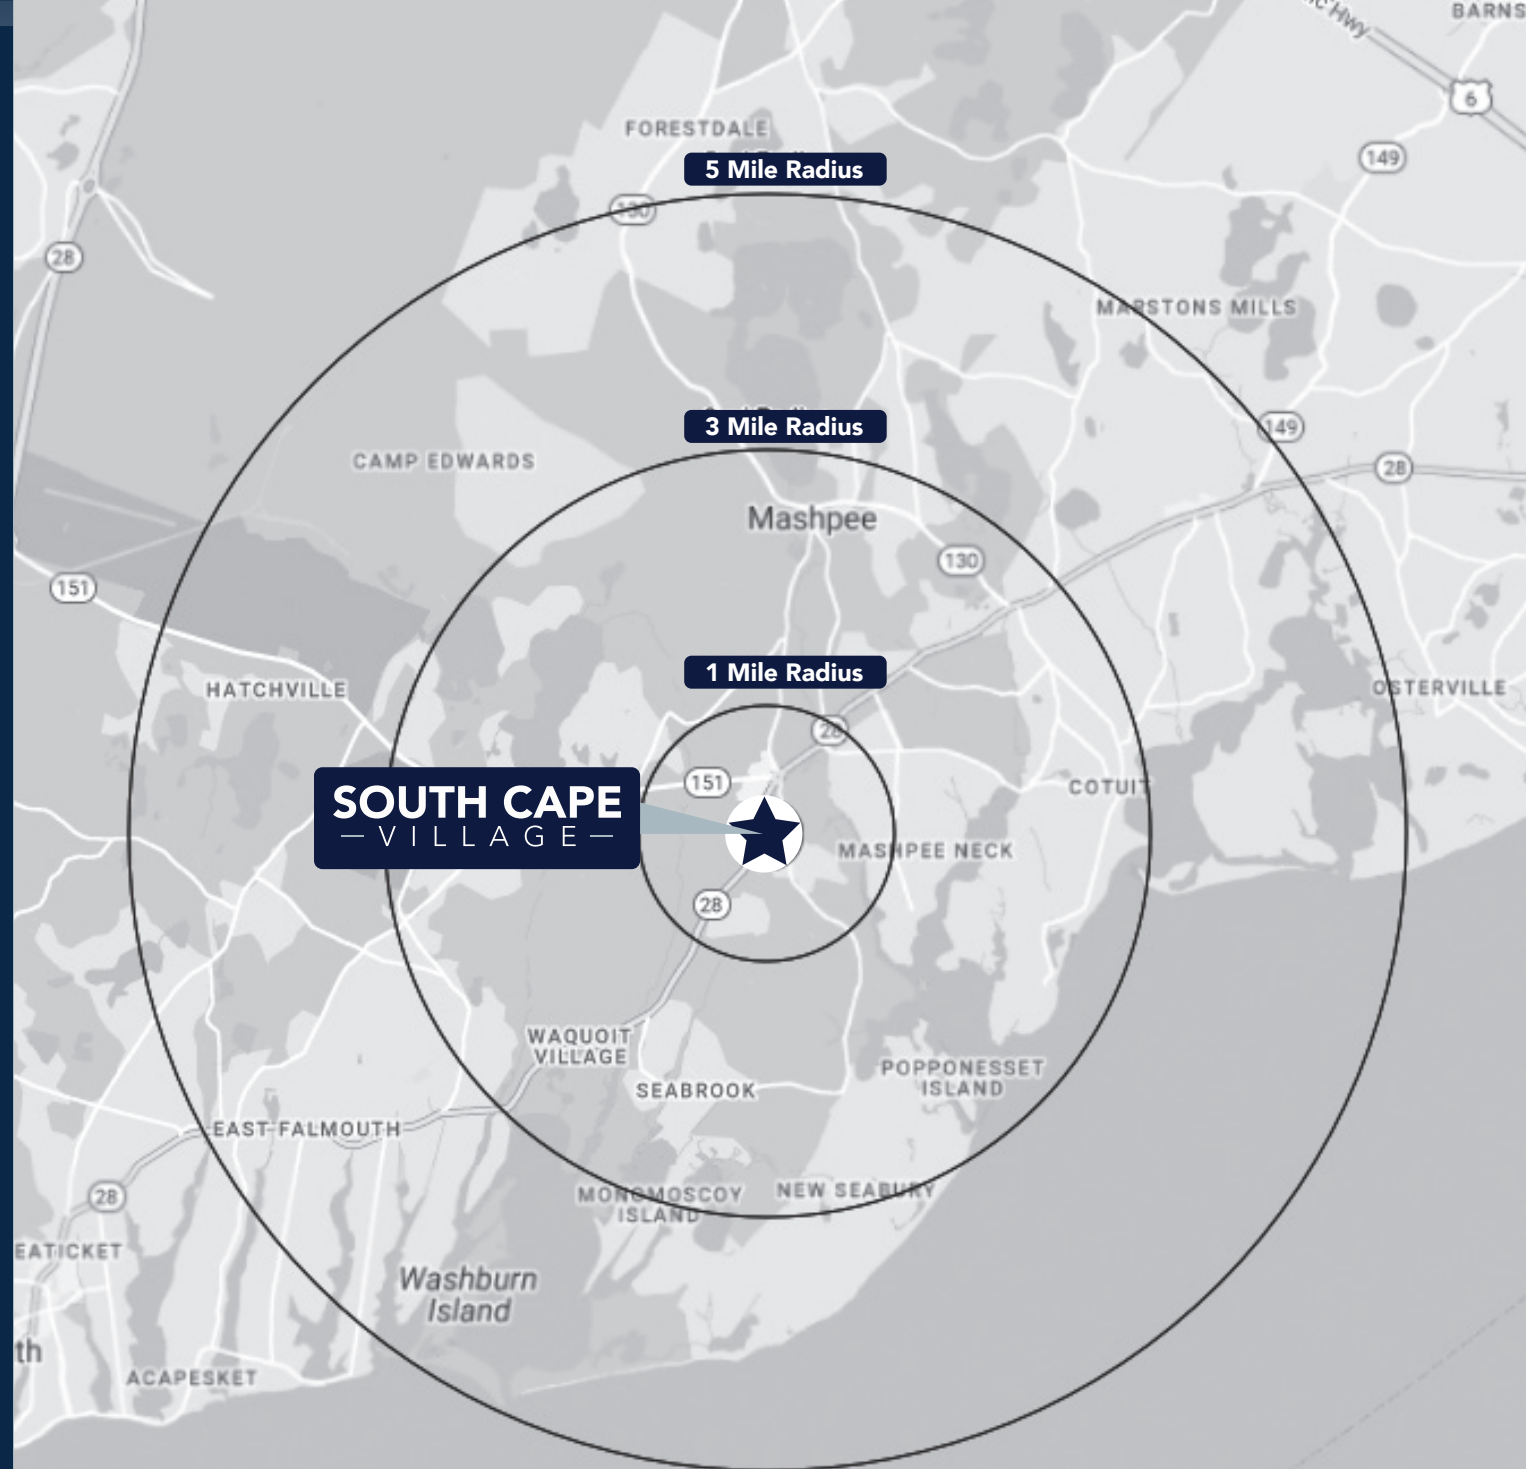 BARNS
ic Hwy
6
FORESTDALE
149
5 Mile Radius
130
28
MARSTONS MILLS
3 Mile Radius
149
CAMP EDWARDS
28
Mashpee
130
151
1 Mile Radius
HATCHVILLE
OSTERVILLE
28
151
COTUIT
SOUTH CAPE
VILLAGE
MASHPEE NECK
28
WAQUOIT
VILLAGE
SEABROOK
POPPONESSET
ISLAND
EAST FALMOUTH
28
MONOMOSCOY
ISLAND
NEW SEABURY
EATICKET
Washburn
Island
th
ACAPESKET